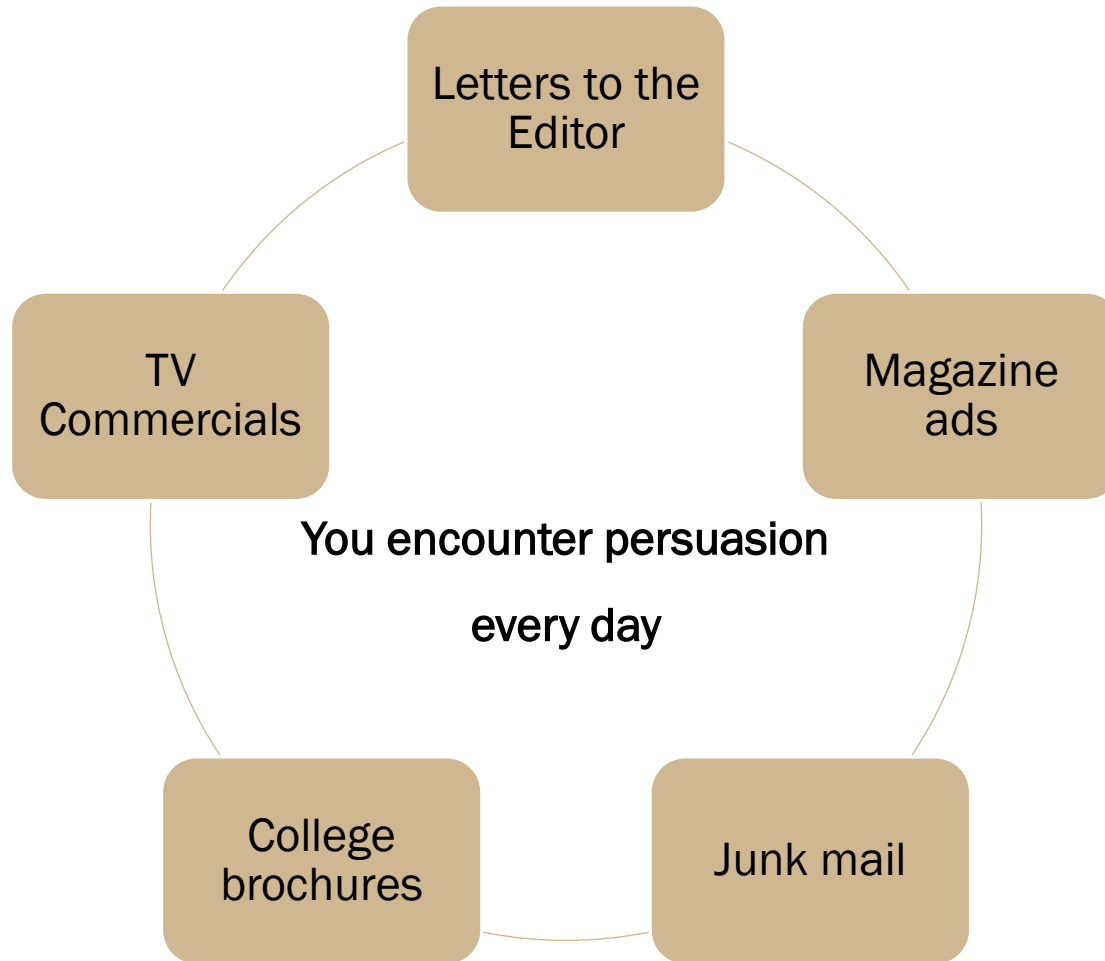 Letters to the
Editor
TV
Commercials
Magazine
ads
You encounter persuasion
every day
College
brochures
Junk mail